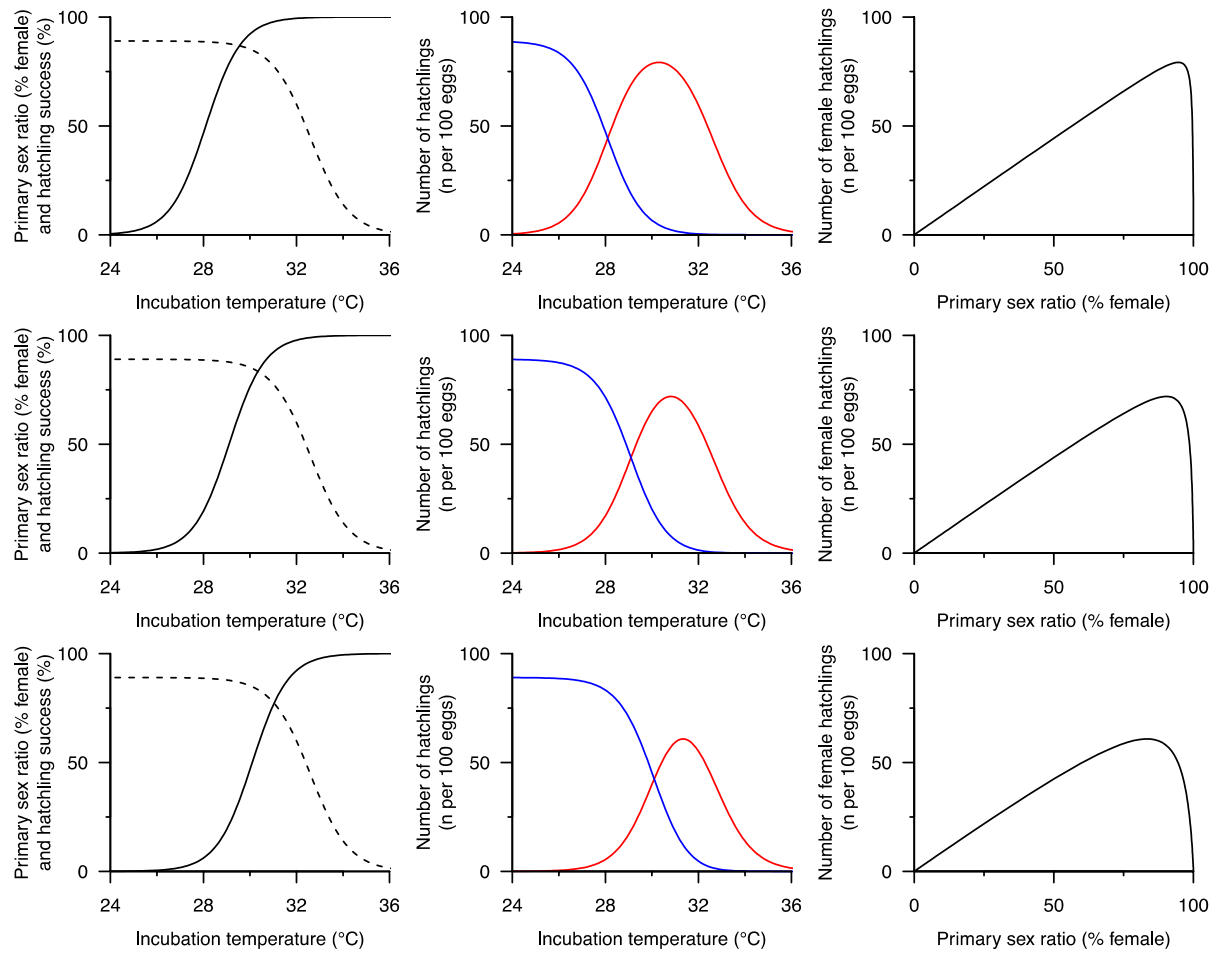 Primary sex ratio (% female)
and hatchling success (%)
100
50
0
24
28
32
36
Incubation temperature (°C)
Number of hatchlings
(n per 100 eggs)
100
50
0
24
28
32
36
Incubation temperature (°C)
Number of female hatchlings
(n per 100 eggs)
100
50
0
0
50
100
Primary sex ratio (% female)
Primary sex ratio (% female)
and hatchling success (%)
100
50
0
24
28
32
36
Incubation temperature (°C)
Number of hatchlings
(n per 100 eggs)
100
50
0
24
28
32
36
Incubation temperature (°C)
Number of female hatchlings
(n per 100 eggs)
100
50
0
0
50
100
Primary sex ratio (% female)
Primary sex ratio (% female)
and hatchling success (%)
100
50
0
24
28
32
36
Incubation temperature (°C)
Number of hatchlings
(n per 100 eggs)
100
50
0
24
28
32
36
Incubation temperature (°C)
Number of female hatchlings
(n per 100 eggs)
100
50
0
0
50
100
Primary sex ratio (% female)